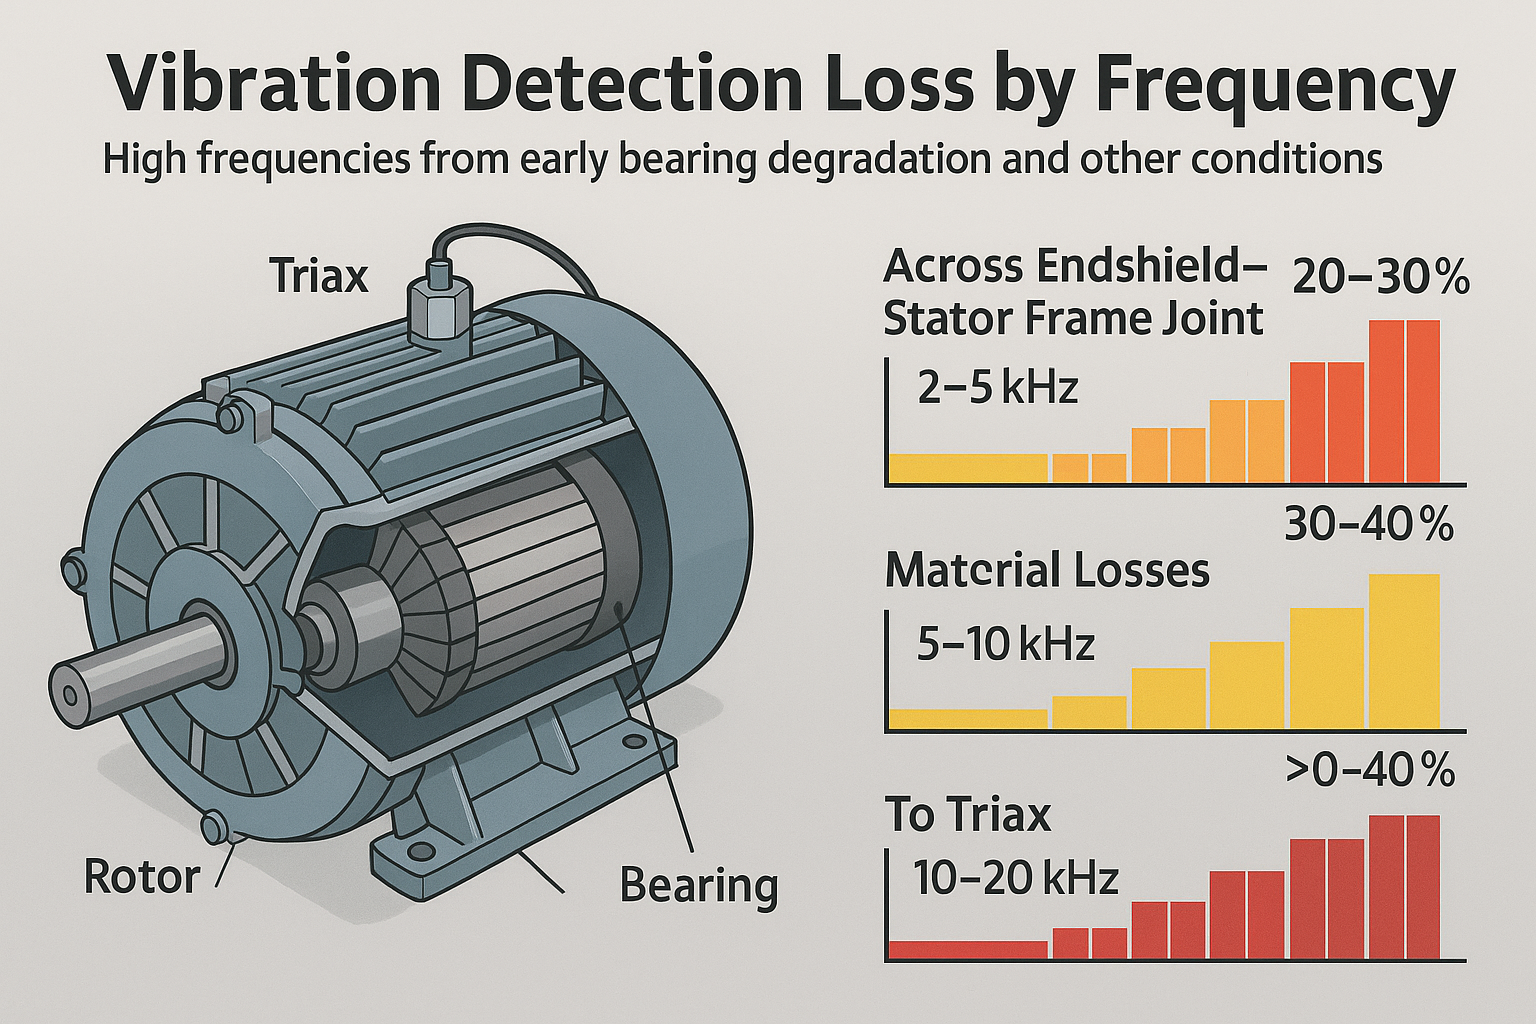 Vibration Detection Loss by Frequency
High frequencies from early bearing degradation and other conditions
Triax
Rotor
Bearing
Across Endshield–
Stator Frame Joint
20–30%
2–5 kHz
30–40%
Material Losses
5–10 kHz
>0–40%
To Triax
10–20 kHz